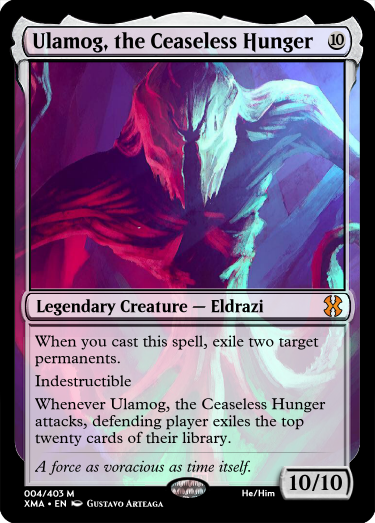 Ulamog, the Ceaseless Hunger 10
Legendary Creature — Eldrazi
When you cast this spell, exile two target
permanents.
Indestructible
Whenever Ulamog, the Ceaseless Hunger
attacks, defending player exiles the top
twenty cards of their library.
A force as voracious as time itself.
10/10
004/403 M He/Him
XMA • EN Gustavo Arteaga